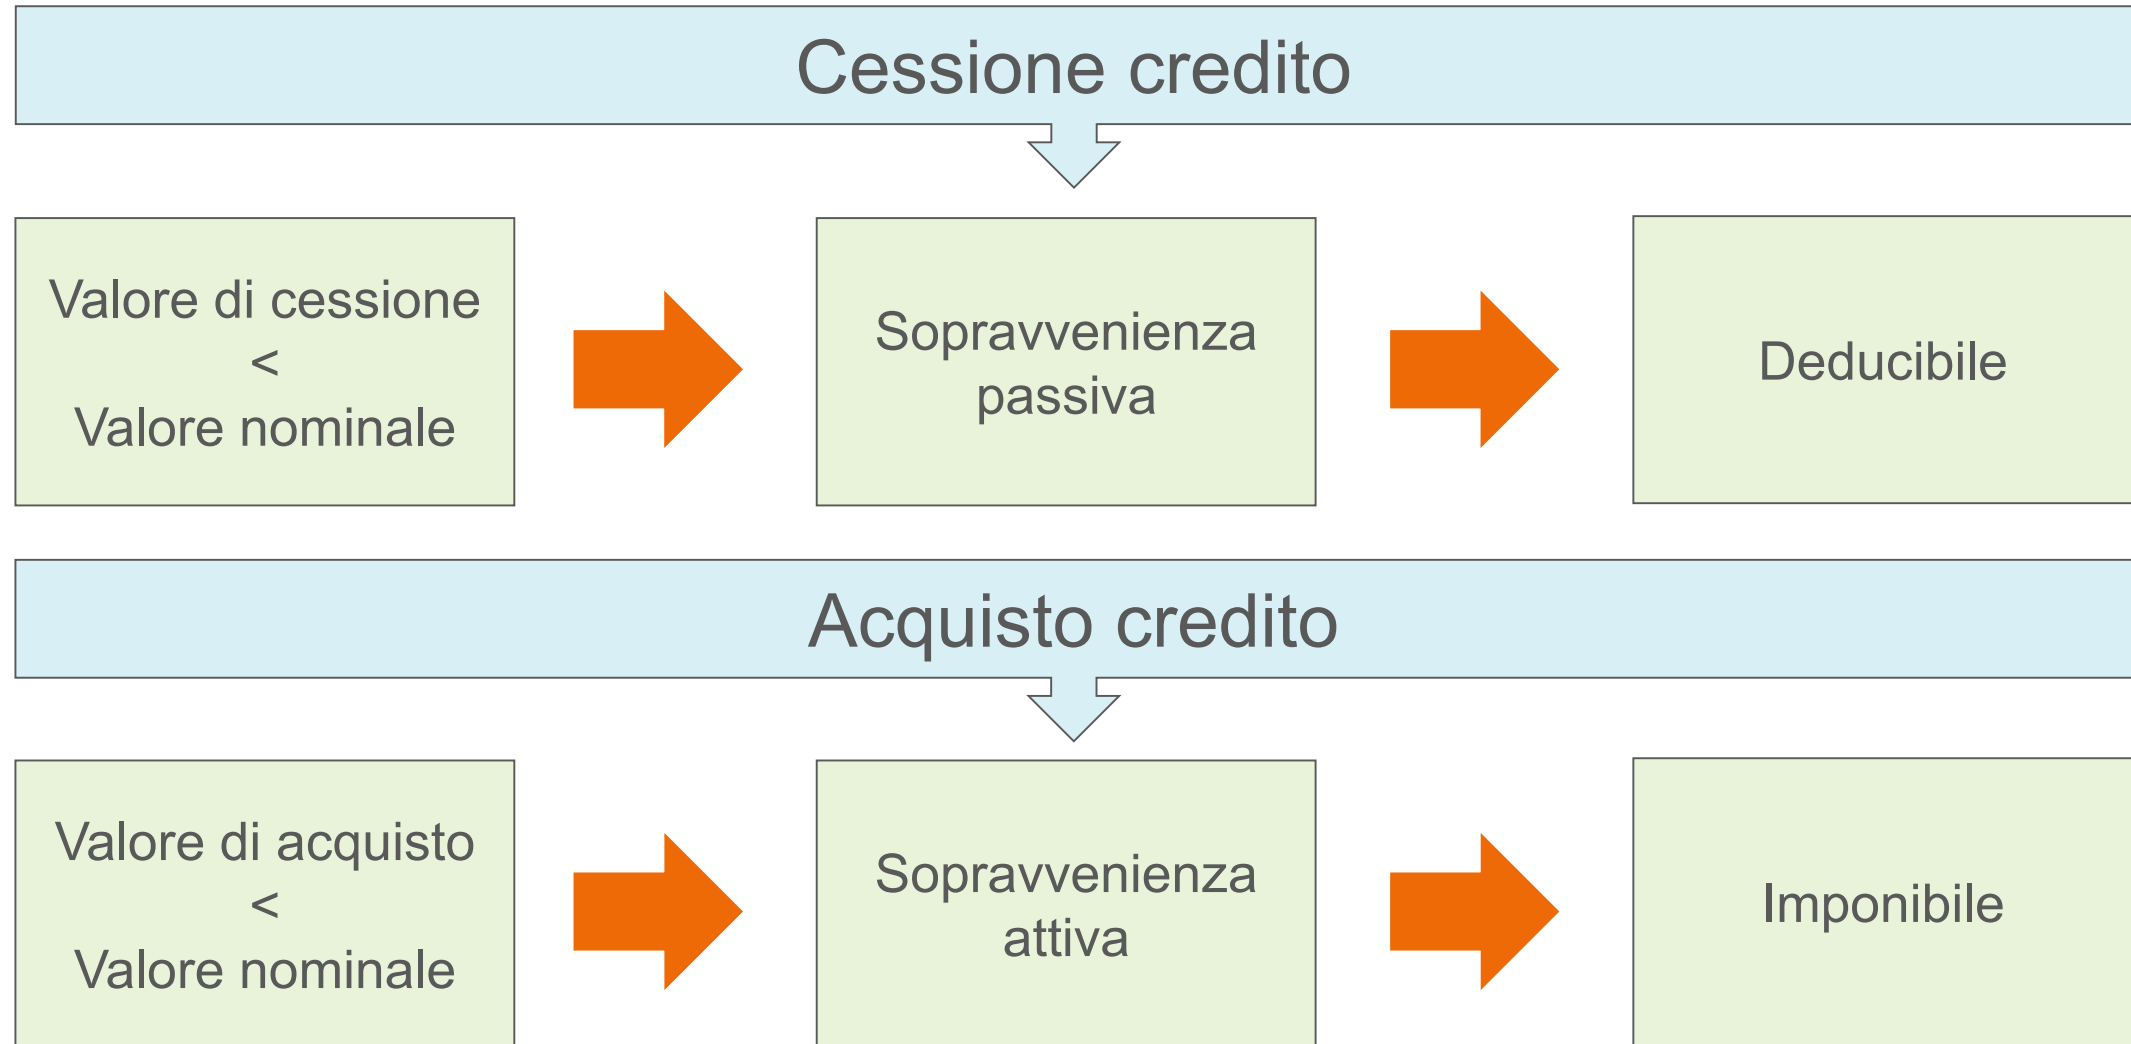 Cessione credito
Valore di cessione
<
Valore nominale
Sopravvenienza
passiva
Deducibile
Acquisto credito
Valore di acquisto
<
Valore nominale
Sopravvenienza
attiva
Imponibile